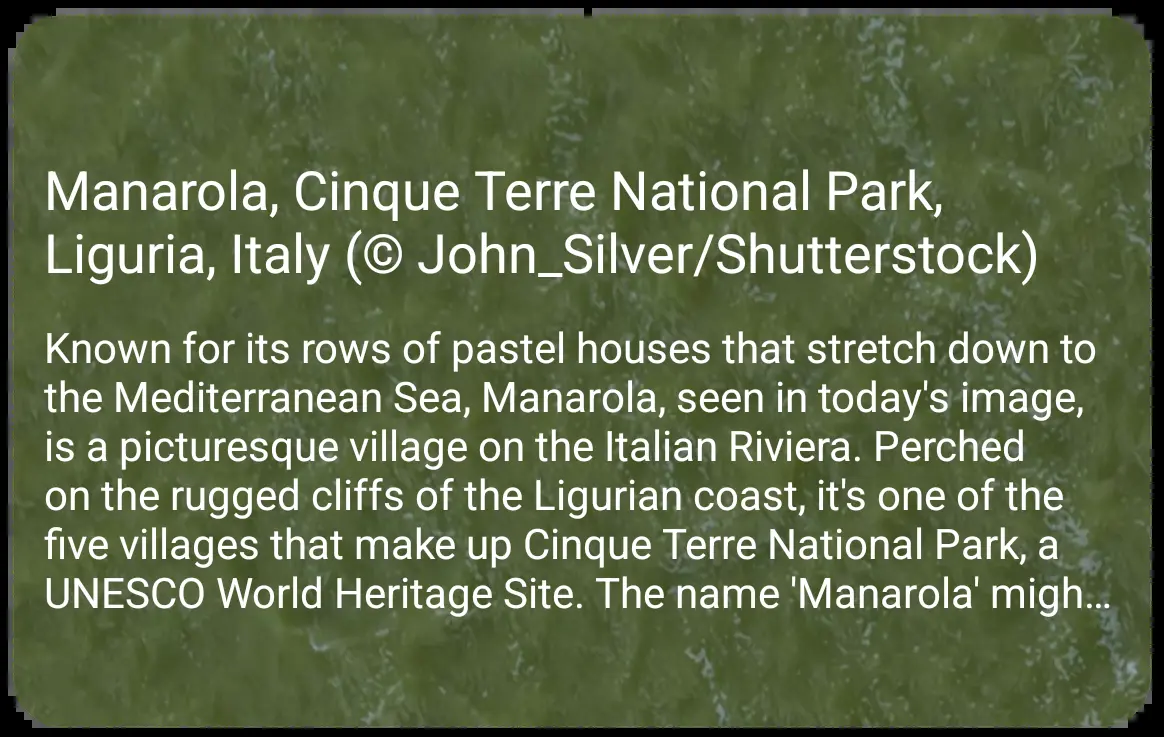 Manarola, Cinque Terre National Park,
Liguria, Italy (© John_Silver/Shutterstock)
Known for its rows of pastel houses that stretch down to
the Mediterranean Sea, Manarola, seen in today's image,
is a picturesque village on the Italian Riviera. Perched
on the rugged cliffs of the Ligurian coast, it's one of the
five villages that make up Cinque Terre National Park, a
UNESCO World Heritage Site. The name 'Manarola' migh…